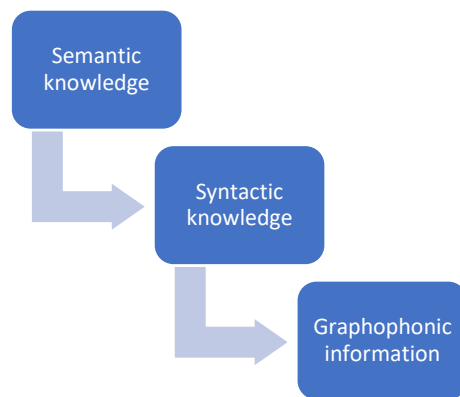 Semantic
knowledge
Syntactic
knowledge
Graphophonic
information